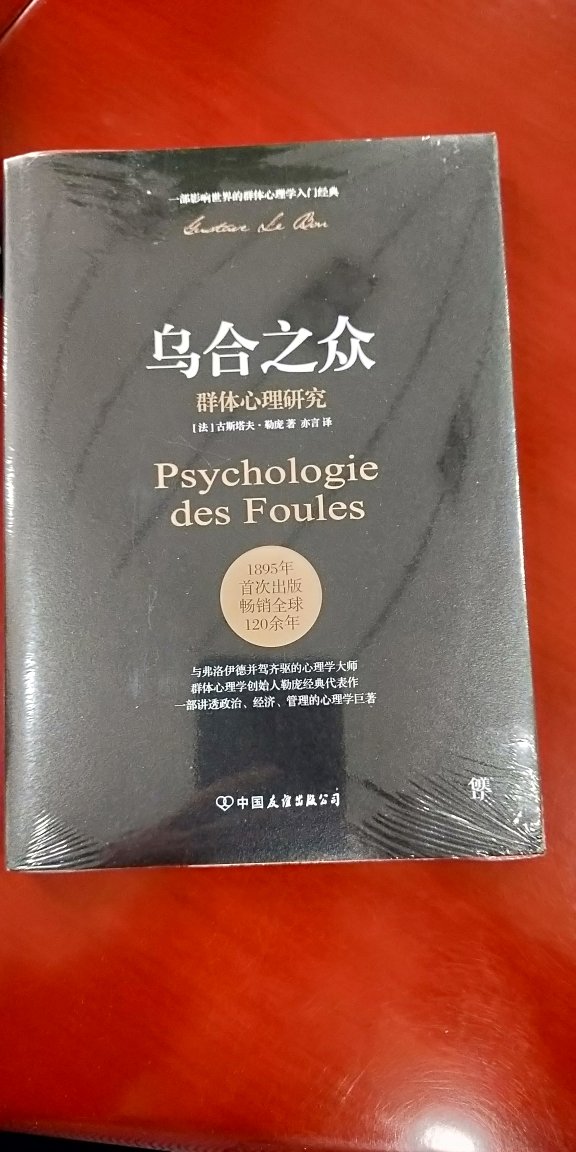 一部影响世界的群体心理学入门经典
Gustave Le Bon
乌合之众
群体心理研究
［法］古斯塔夫·勒庞 著 亦言 译
Psychologie
des Foules
1895年
首次出版
畅销全球
120余年
与弗洛伊德并驾齐驱的心理学大师
群体心理学创始人勒庞经典代表作
一部讲透政治、经济、管理的心理学巨著
中国友谊出版公司